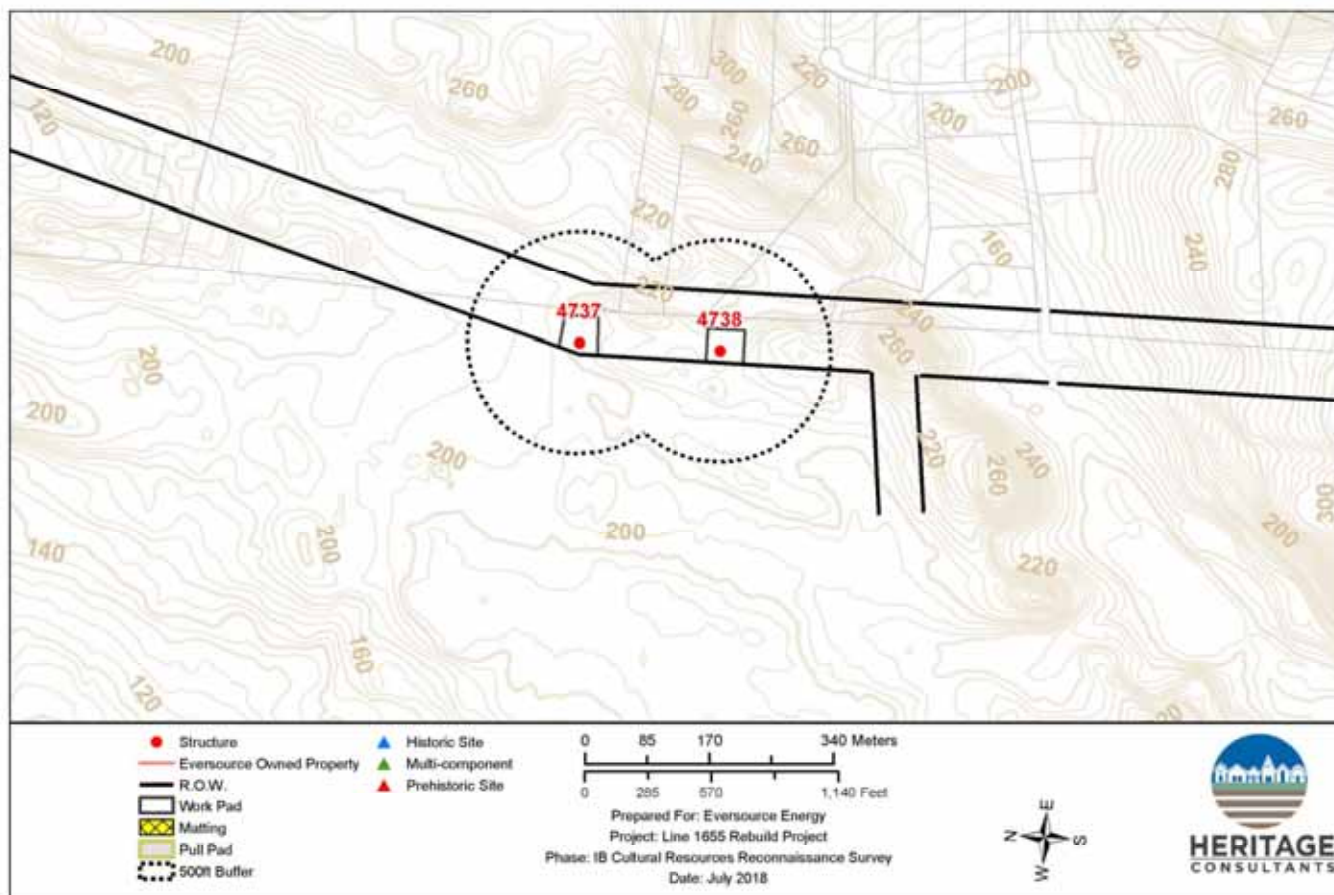 200
260
300
220
220
200
120
280
260
200
260
260
240
280
220
160
240
220
4737
4738
240
260
200
200
200
220
240
260
300
200
200
200
140
220
160
120
20
Structure
Eversource Owned Property
R.O.W.
Work Pad
Matting
Pull Pad
500ft Buffer
Historic Site
Multi-component
Prehistoric Site
0 85 170 340 Meters
0 285 570 1,140 Feet
Prepared For: Eversource Energy
Project: Line 1655 Rebuild Project
Phase: IB Cultural Resources Reconnaissance Survey
Date: July 2018
N E S W
HERITAGE
CONSULTANTS